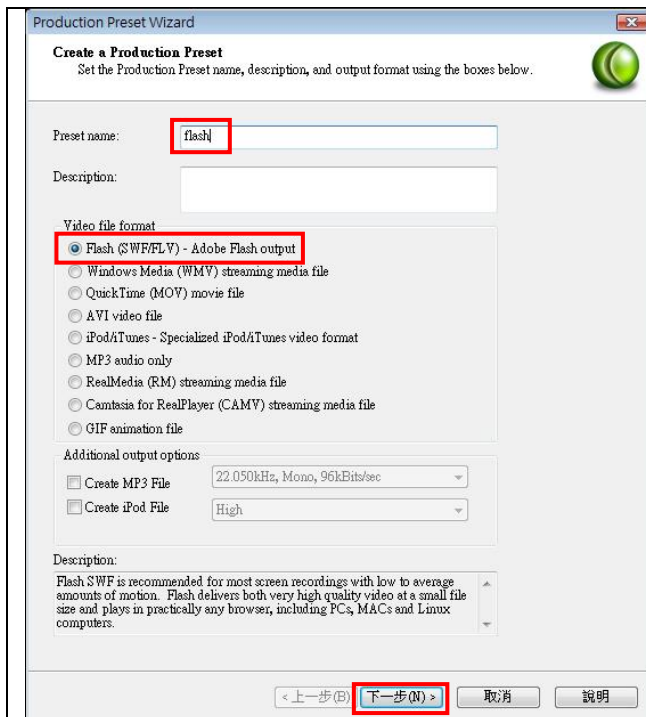 Production Preset Wizard
Create a Production Preset
Set the Production Preset name, description, and output format using the boxes below.
Preset name:
flash
Description:
Video file format
Flash (SWF/FLV) - Adobe Flash output
Windows Media (WMV) streaming media file
QuickTime (MOV) movie file
AVI video file
iPod/iTunes - Specialized iPod/iTunes video format
MP3 audio only
RealMedia (RM) streaming media file
Camtasia for RealPlayer (CAMV) streaming media file
GIF animation file
Additional output options
Create MP3 File
22.050kHz, Mono, 96kBits/sec
Create iPod File
High
Description:
Flash SWF is recommended for most screen recordings with low to average
amounts of motion. Flash delivers both very high quality video at a small file
size and plays in practically any browser, including PCs, MACs and Linux
computers.
<上一步(B) 下一步(N) > 取消 說明